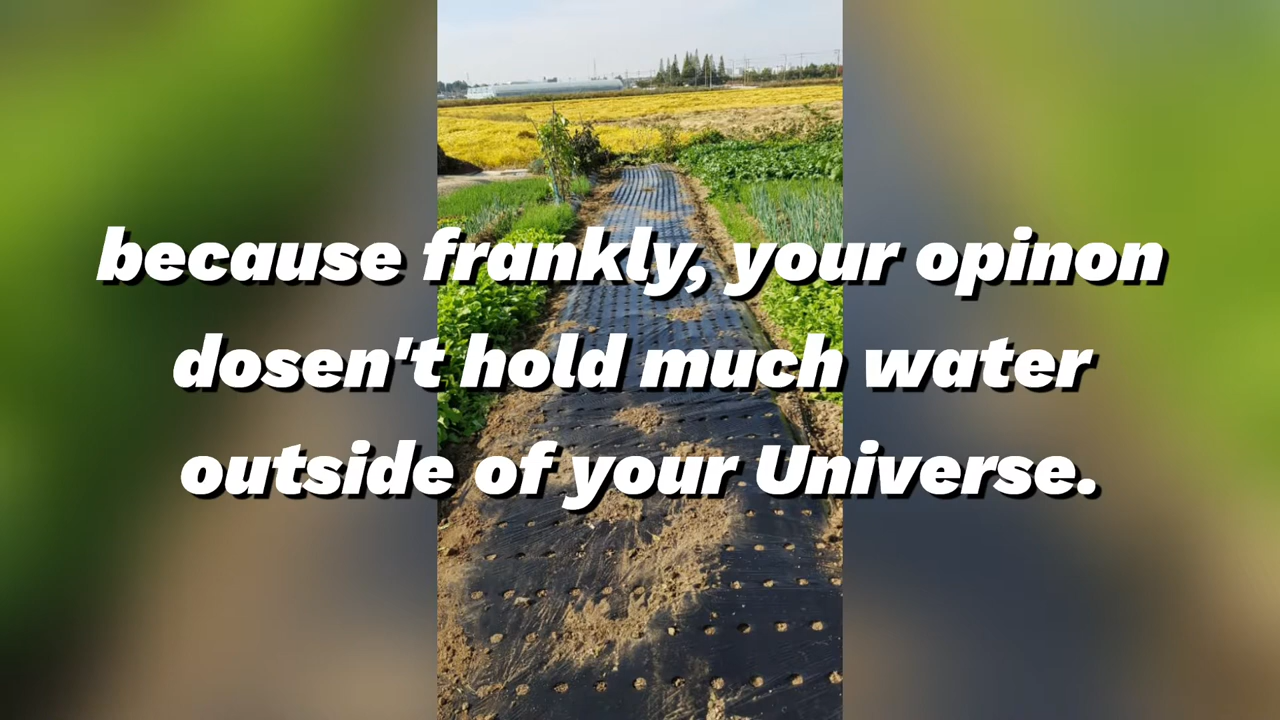 because frankly, your opinon
dosen't hold much water
outside of your Universe.